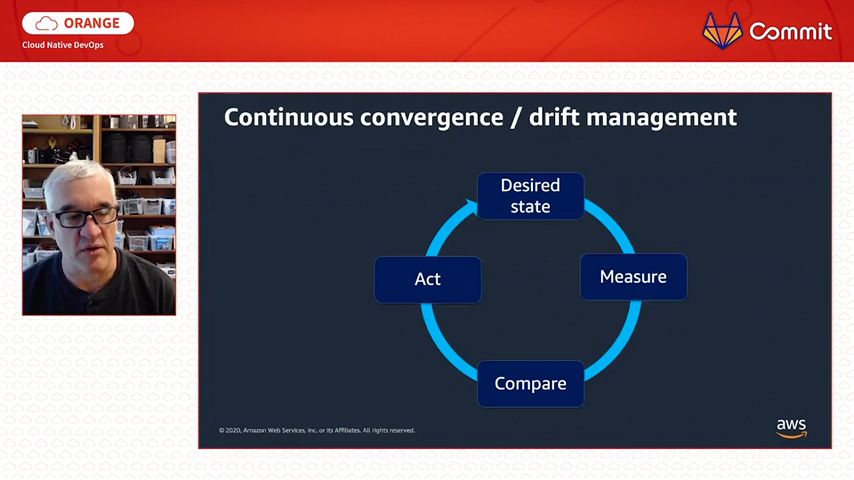 ORANGE
Cloud Native DevOps
Commit
Continuous convergence / drift management
Desired
state
Act
Measure
Compare
© 2020, Amazon Web Services, Inc. or its Affiliates. All rights reserved.
aws